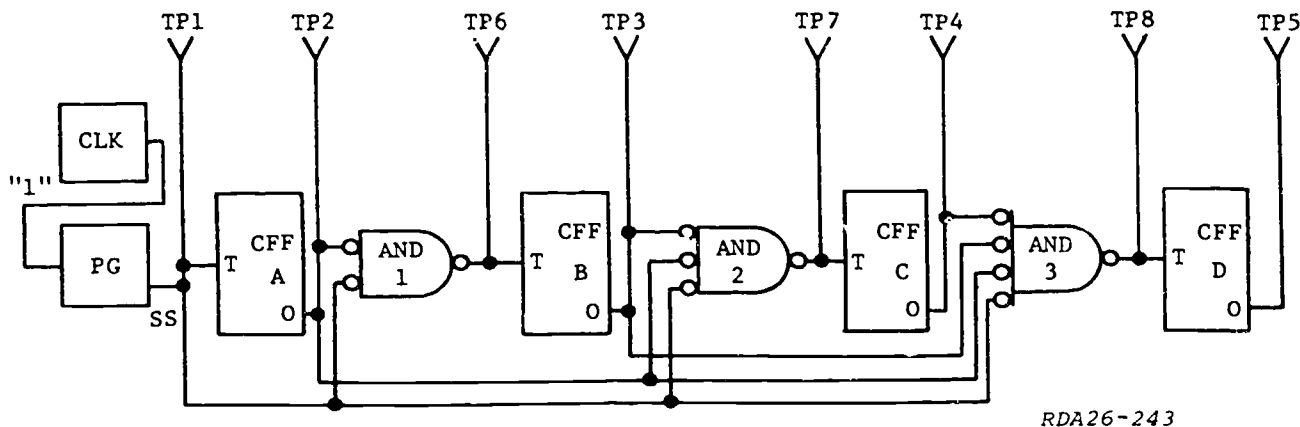 TP1 TP2 TP6 TP3 TP7 TP4 TP8 TP5
CLK
"1"
PG
SS
T CFF A O
AND 1
T CFF B O
AND 2
T CFF C O
AND 3
T CFF D O
RDA26-243